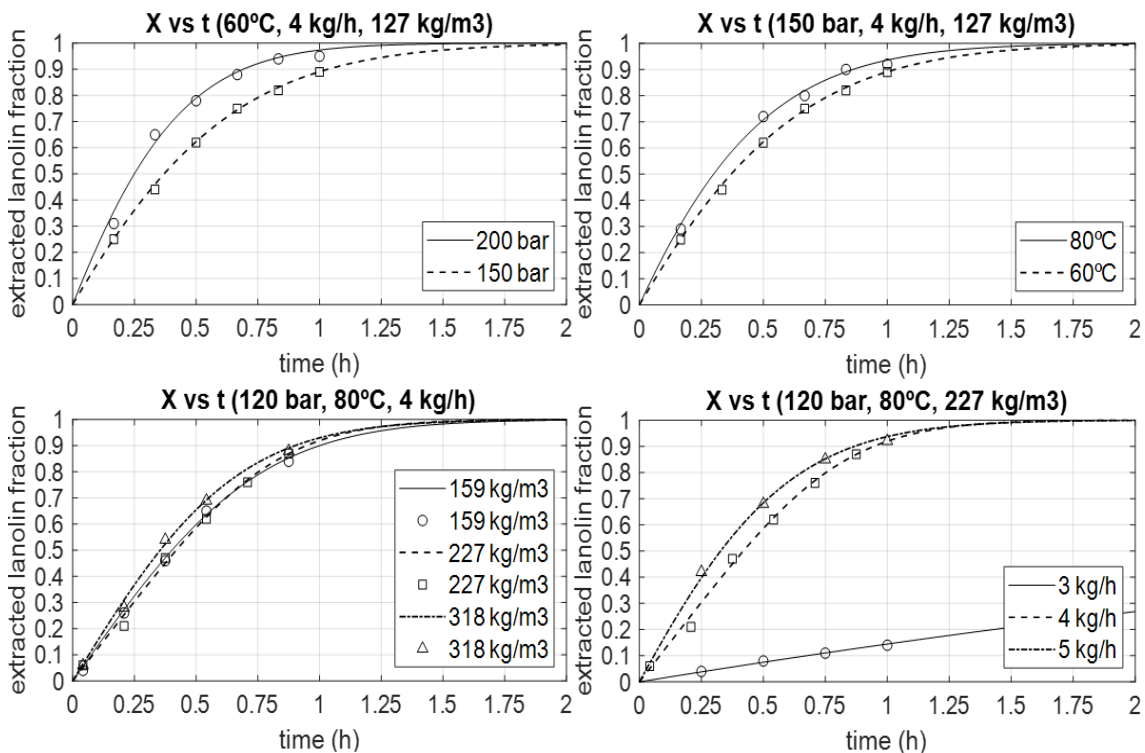 X vs t (60ºC, 4 kg/h, 127 kg/m3)
extracted lanolin fraction
1
0.9
0.8
0.7
0.6
0.5
0.4
0.3
0.2
0.1
0
200 bar
150 bar
0 0.25 0.5 0.75 1 1.25 1.5 1.75 2
time (h)
X vs t (150 bar, 4 kg/h, 127 kg/m3)
extracted lanolin fraction
1
0.9
0.8
0.7
0.6
0.5
0.4
0.3
0.2
0.1
0
80ºC
60ºC
0 0.25 0.5 0.75 1 1.25 1.5 1.75 2
time (h)
X vs t (120 bar, 80ºC, 4 kg/h)
extracted lanolin fraction
1
0.9
0.8
0.7
0.6
0.5
0.4
0.3
0.2
0.1
0
159 kg/m3
159 kg/m3
227 kg/m3
227 kg/m3
318 kg/m3
318 kg/m3
0 0.25 0.5 0.75 1 1.25 1.5 1.75 2
time (h)
X vs t (120 bar, 80ºC, 227 kg/m3)
extracted lanolin fraction
1
0.9
0.8
0.7
0.6
0.5
0.4
0.3
0.2
0.1
0
3 kg/h
4 kg/h
5 kg/h
0 0.25 0.5 0.75 1 1.25 1.5 1.75 2
time (h)